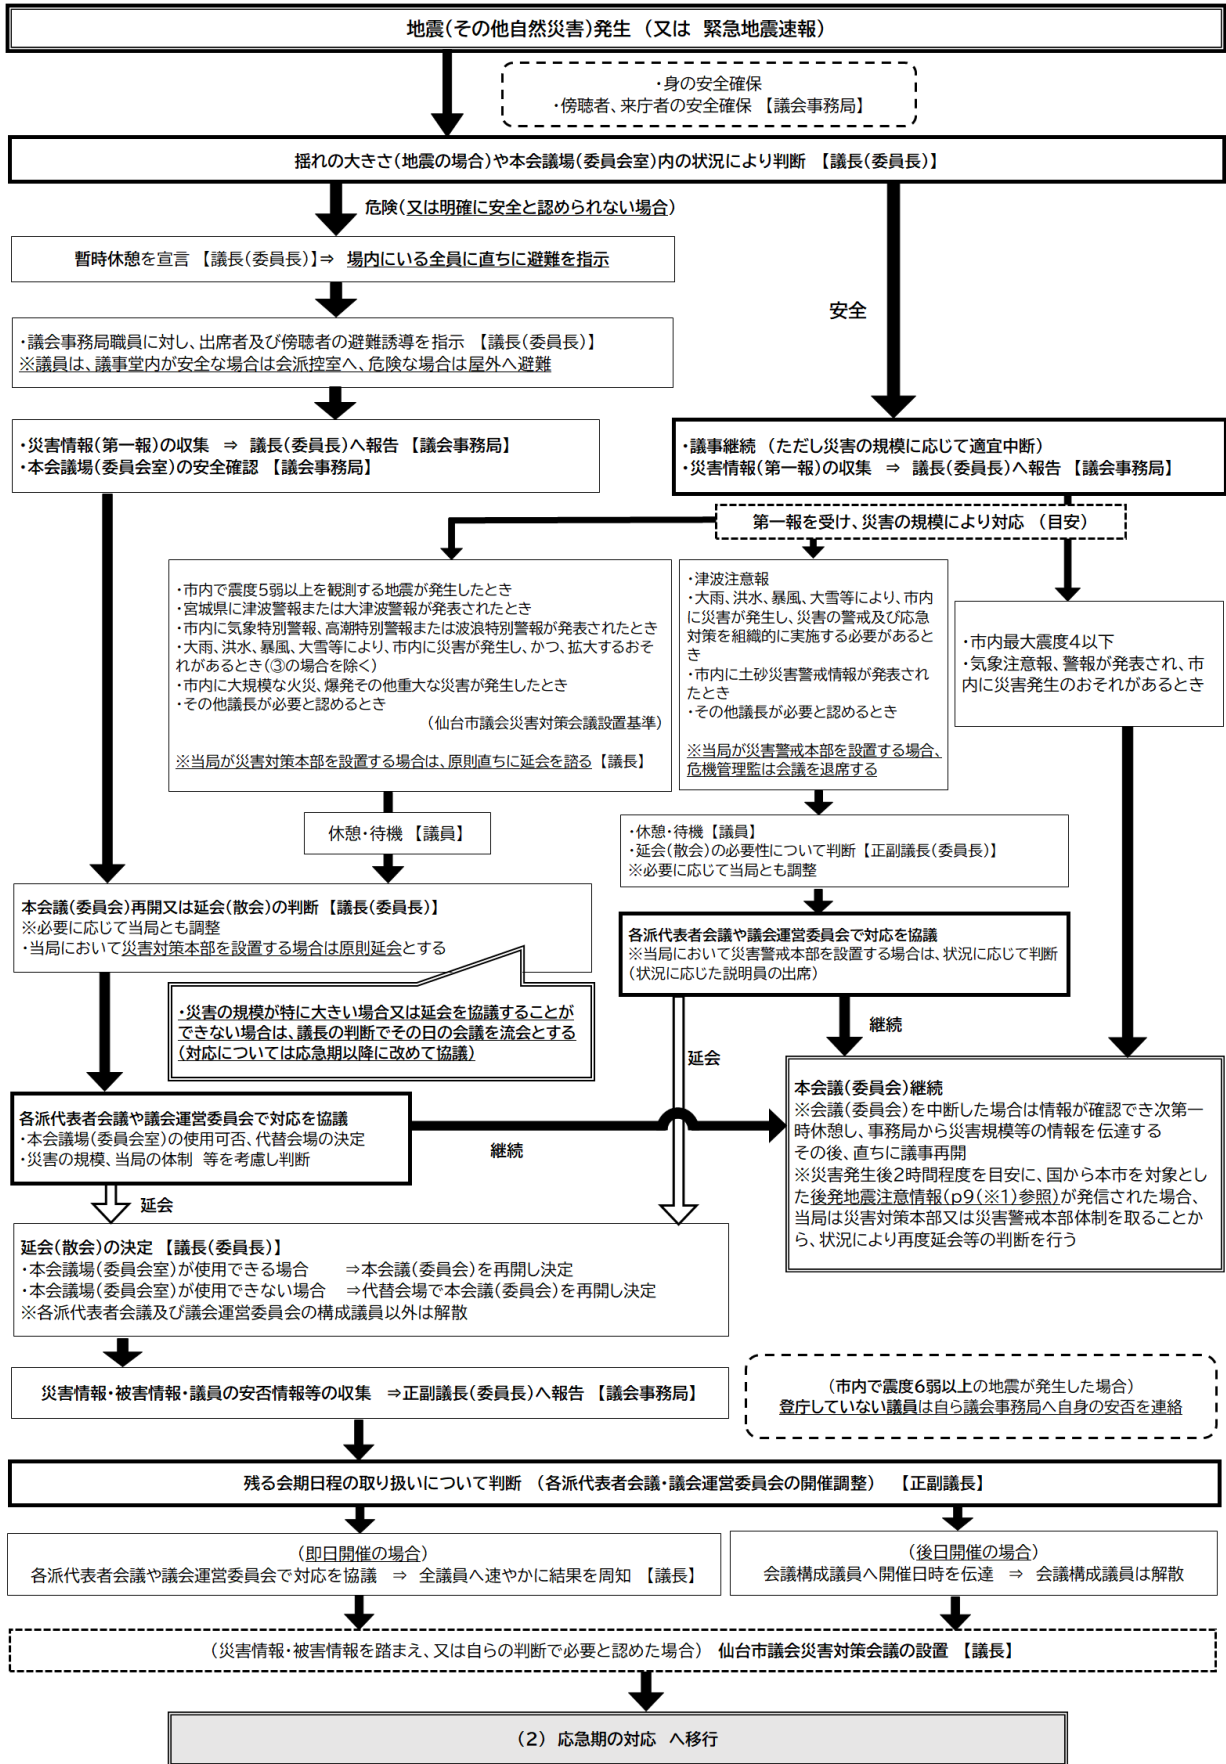 地震(その他自然災害)発生 (又は 緊急地震速報)
・身の安全確保
・傍聴者、来庁者の安全確保 【議会事務局】
揺れの大きさ(地震の場合)や本会議場(委員会室)内の状況により判断 【議長(委員長)】
危険(又は明確に安全と認められない場合)
暫時休憩を宣言 【議長(委員長)】⇒ 場内にいる全員に直ちに避難を指示
安全
・議会事務局職員に対し、出席者及び傍聴者の避難誘導を指示 【議長(委員長)】
※議員は、議事堂内が安全な場合は会派控室へ、危険な場合は屋外へ避難
・災害情報(第一報)の収集 ⇒ 議長(委員長)へ報告 【議会事務局】
・本会議場(委員会室)の安全確認 【議会事務局】
・議事継続 (ただし災害の規模に応じて適宜中断)
・災害情報(第一報)の収集 ⇒ 議長(委員長)へ報告 【議会事務局】
第一報を受け、災害の規模により対応 (目安)
・市内で震度5弱以上を観測する地震が発生したとき
・宮城県に津波警報または大津波警報が発表されたとき
・市内に気象特別警報、高潮特別警報または波浪特別警報が発表されたとき
・大雨、洪水、暴風、大雪等により、市内に災害が発生し、かつ、拡大するおそ
れがあるとき(③の場合を除く)
・市内に大規模な火災、爆発その他重大な災害が発生したとき
・その他議長が必要と認めるとき
(仙台市議会災害対策会議設置基準)
※当局が災害対策本部を設置する場合は、原則直ちに延会を諮る 【議長】
・津波注意報
・大雨、洪水、暴風、大雪等により、市内
に災害が発生し、災害の警戒及び応急
対策を組織的に実施する必要があると
き
・市内に土砂災害警戒情報が発表され
たとき
・その他議長が必要と認めるとき
※当局が災害警戒本部を設置する場合、
危機管理監は会議を退席する
・市内最大震度4以下
・気象注意報、警報が発表され、市
内に災害発生のおそれがあるとき
休憩・待機 【議員】
・休憩・待機 【議員】
・延会(散会)の必要性について判断 【正副議長(委員長)】
※必要に応じて当局とも調整
本会議(委員会)再開又は延会(散会)の判断 【議長(委員長)】
※必要に応じて当局とも調整
・当局において災害対策本部を設置する場合は原則延会とする
各派代表者会議や議会運営委員会で対応を協議
※当局において災害警戒本部を設置する場合は、状況に応じて判断
(状況に応じた説明員の出席)
・災害の規模が特に大きい場合又は延会を協議することが
できない場合は、議長の判断でその日の会議を流会とする
(対応については応急期以降に改めて協議)
継続
延会
各派代表者会議や議会運営委員会で対応を協議
・本会議場(委員会室)の使用可否、代替会場の決定
・災害の規模、当局の体制 等を考慮し判断
継続
本会議(委員会)継続
※会議(委員会)を中断した場合は情報が確認でき次第一
時休憩し、事務局から災害規模等の情報を伝達する
その後、直ちに議事再開
※災害発生後2時間程度を目安に、国から本市を対象とし
た後発地震注意情報(p9(※1)参照)が発信された場合、
当局は災害対策本部又は災害警戒本部体制を取ることか
ら、状況により再度延会等の判断を行う
延会
延会(散会)の決定 【議長(委員長)】
・本会議場(委員会室)が使用できる場合 ⇒本会議(委員会)を再開し決定
・本会議場(委員会室)が使用できない場合 ⇒代替会場で本会議(委員会)を再開し決定
※各派代表者会議及び議会運営委員会の構成議員以外は解散
災害情報・被害情報・議員の安否情報等の収集 ⇒正副議長(委員長)へ報告 【議会事務局】
(市内で震度6弱以上の地震が発生した場合)
登庁していない議員は自ら議会事務局へ自身の安否を連絡
残る会期日程の取り扱いについて判断 (各派代表者会議・議会運営委員会の開催調整) 【正副議長】
(即日開催の場合)
各派代表者会議や議会運営委員会で対応を協議 ⇒ 全議員へ速やかに結果を周知 【議長】
(後日開催の場合)
会議構成議員へ開催日時を伝達 ⇒ 会議構成議員は解散
(災害情報・被害情報を踏まえ、又は自らの判断で必要と認めた場合) 仙台市議会災害対策会議の設置 【議長】
(2) 応急期の対応 へ移行